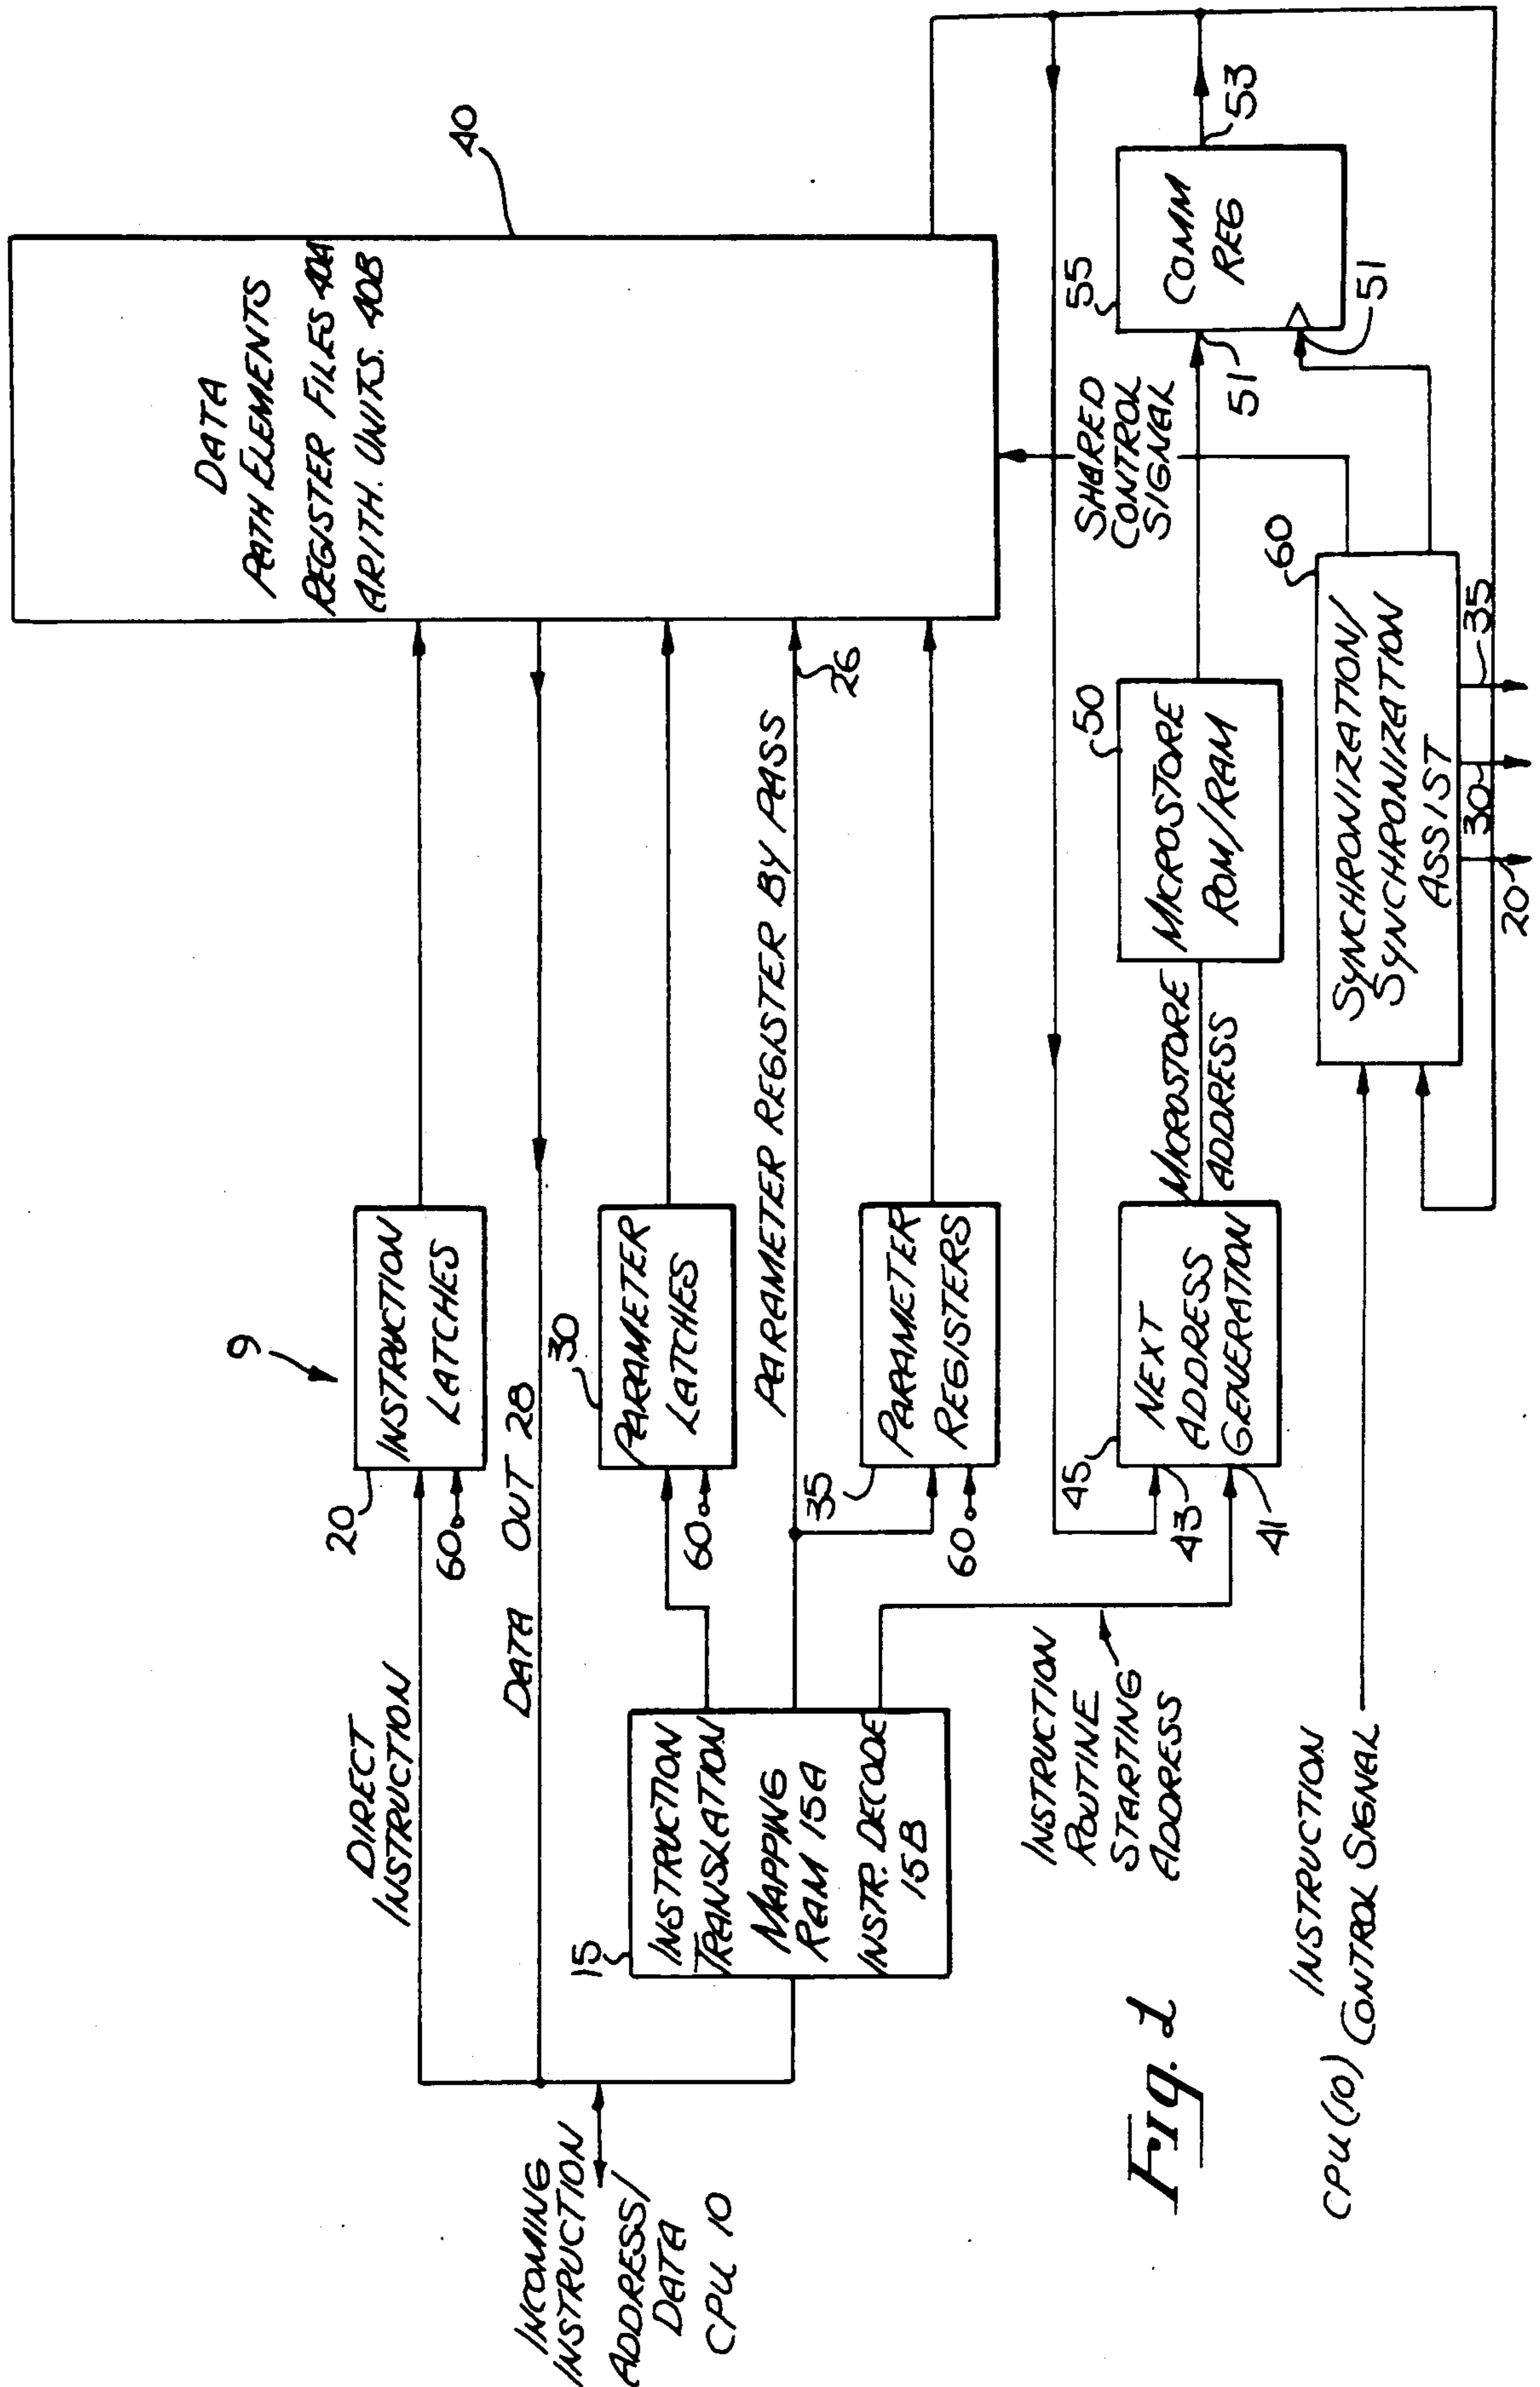 9
DIRECT
INSTRUCTION
20
INSTRUCTION
LATCHES
60
DATA OUT 28
INCOMING
INSTRUCTION
ADDRESS/
DATA
CPU 10
15
INSTRUCTION
TRANSLATION
MAPPING
RAM 15A
INSTR. DECODE
15B
30
PARAMETER
LATCHES
60
PARAMETER REGISTER BY PASS
26
35
PARAMETER
REGISTERS
60
DATA
PATH ELEMENTS
REGISTER FILES 40A
ARITH. UNITS. 40B
40
INSTRUCTION
ROUTINE
STARTING
ADDRESS
45
NEXT
ADDRESS
GENERATION
43
41
MICROSTORE
ADDRESS
50
MICROSTORE
ROM/RAM
SHARED
CONTROL
SIGNAL
51
55
COMM
REG
53
51
INSTRUCTION
CPU (10) CONTROL SIGNAL
60
SYNCHRONIZATION/
SYNCHRONIZATION
ASSIST
20
30
35
Fig. 1